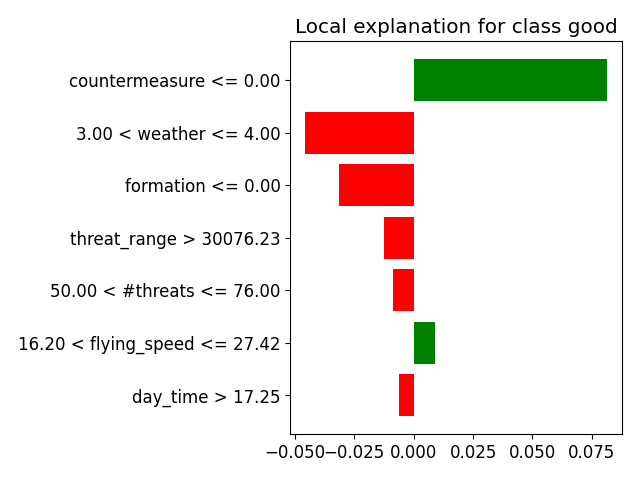 Local explanation for class good
countermeasure <= 0.00
3.00 < weather <= 4.00
formation <= 0.00
threat_range > 30076.23
50.00 < #threats <= 76.00
16.20 < flying_speed <= 27.42
day_time > 17.25
−0.050 −0.025 0.000 0.025 0.050 0.075